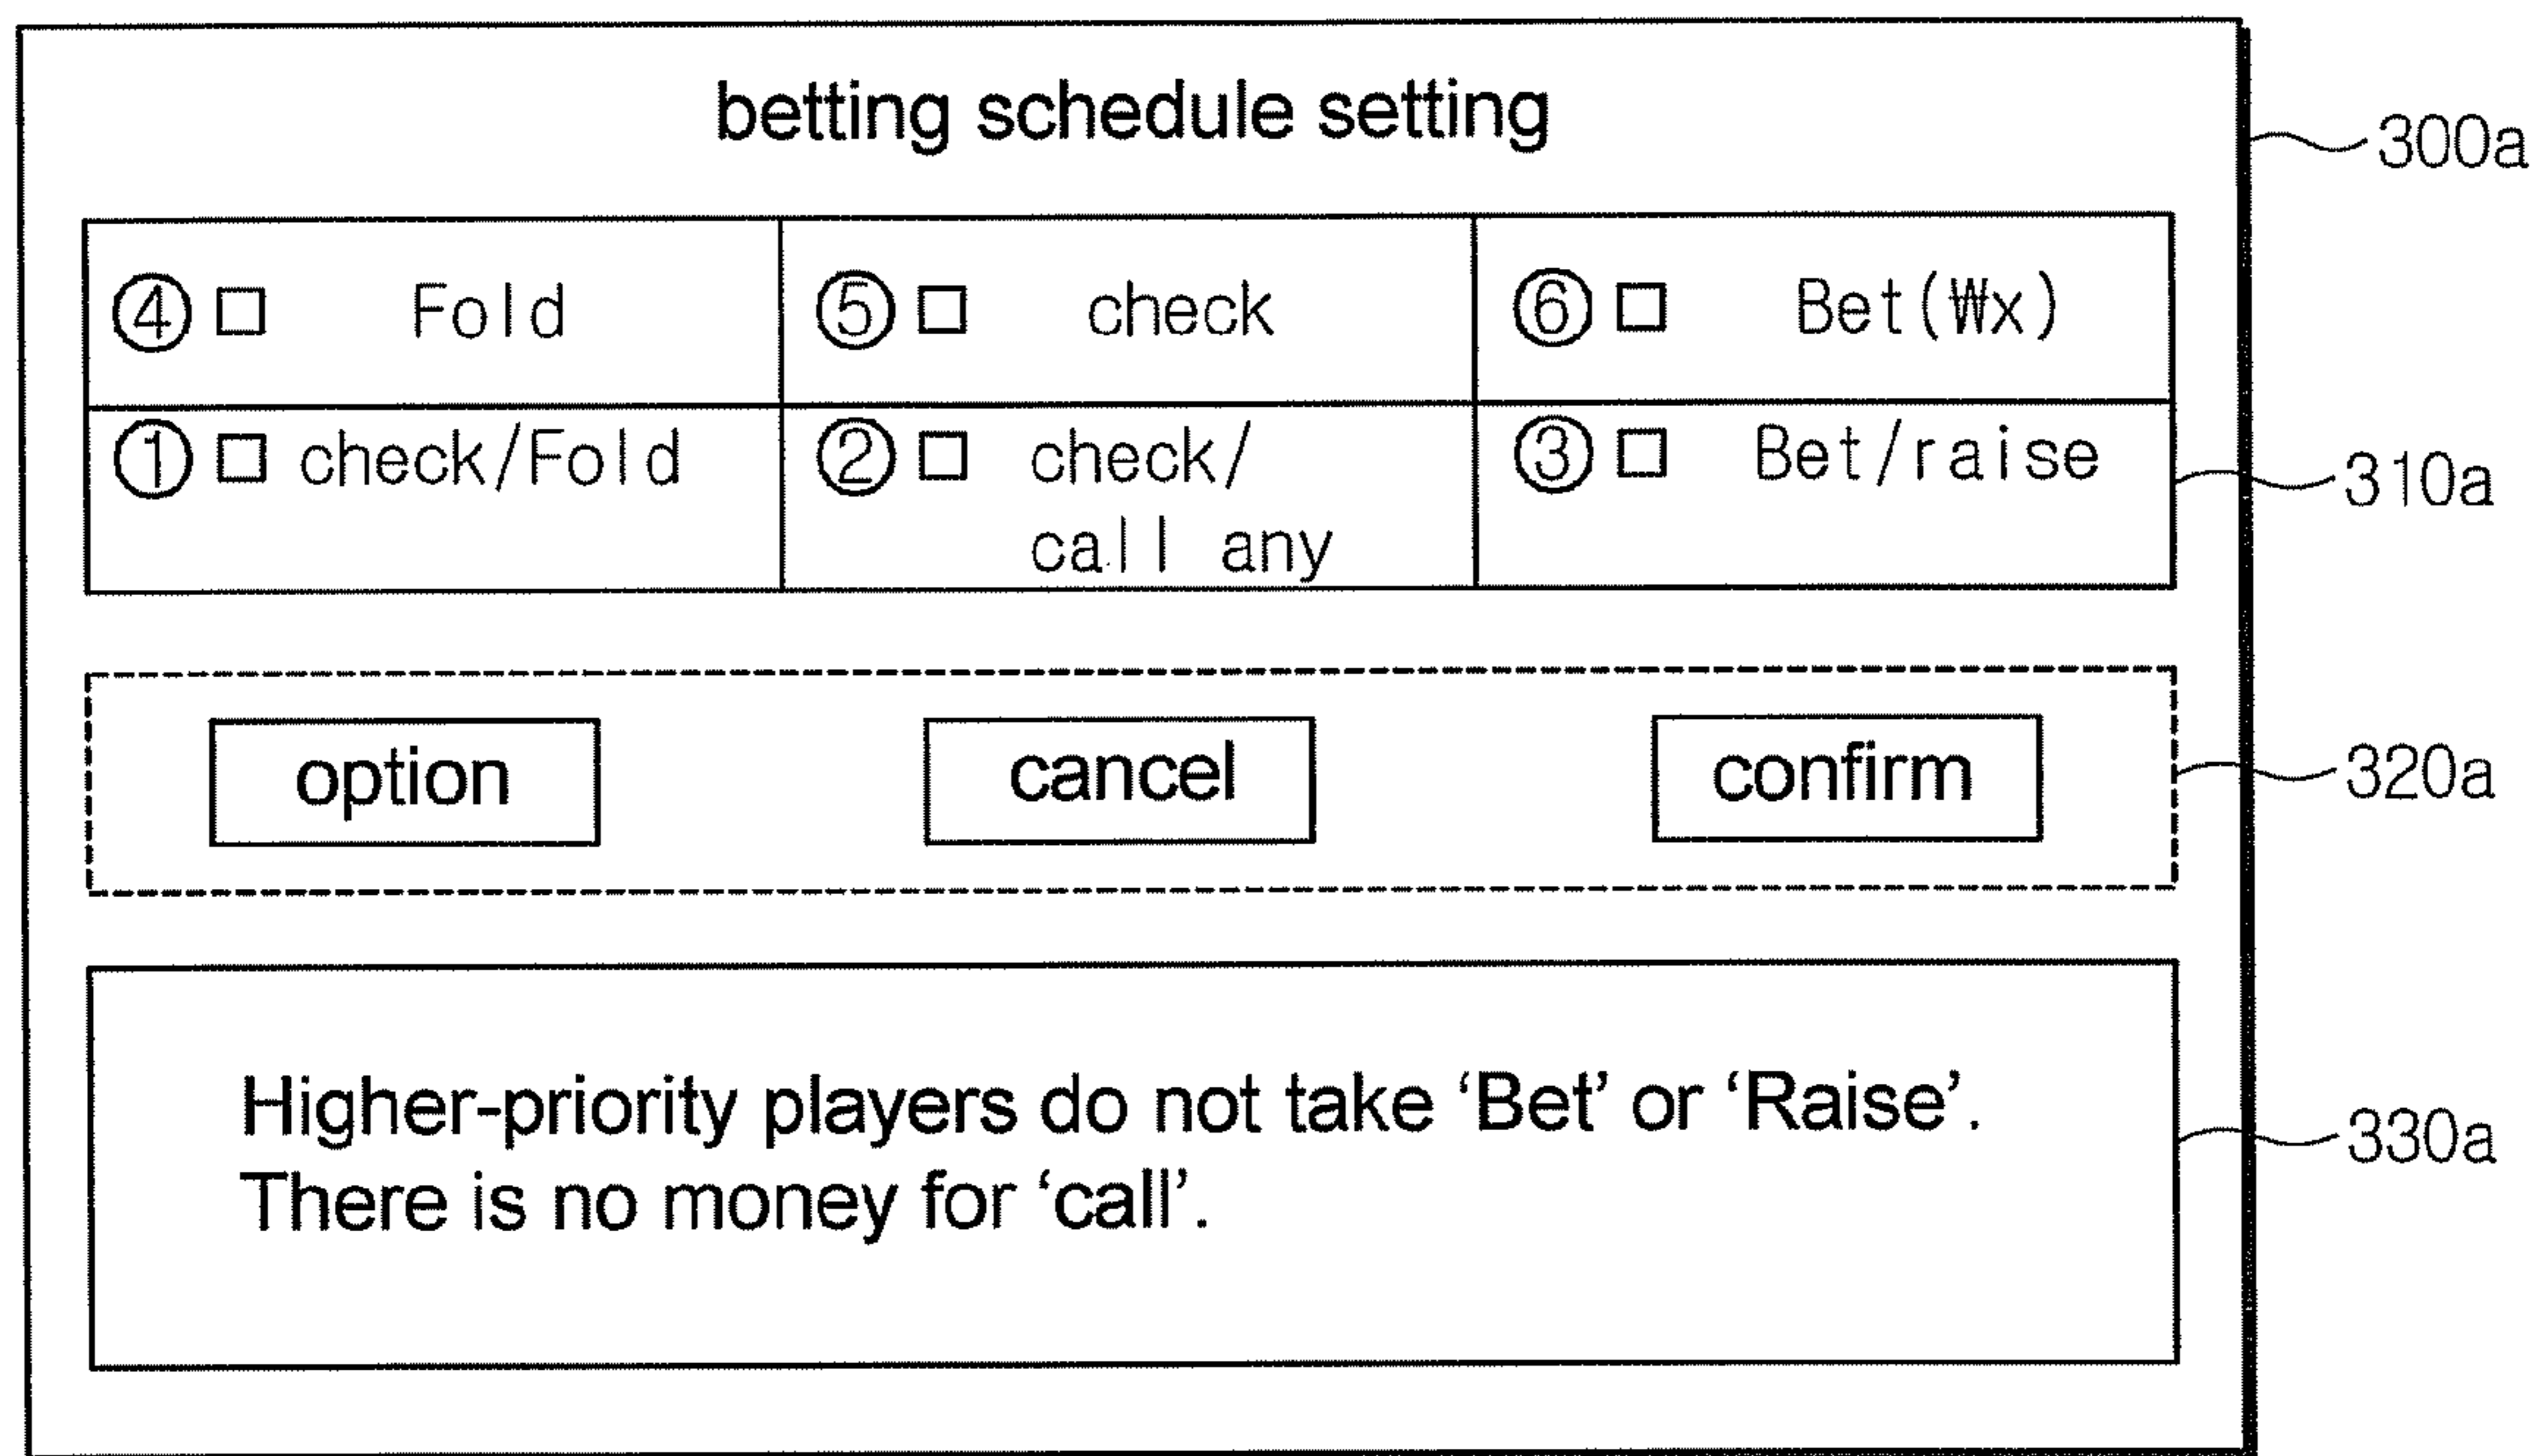 betting schedule setting
300a
④ □ Fold
⑤ □ check
⑥ □ Bet(₩x)
① □ check/Fold
② □ check/
call any
③ □ Bet/raise
310a
option
cancel
confirm
320a
Higher-priority players do not take ‘Bet’ or ‘Raise’.
There is no money for ‘call’.
330a